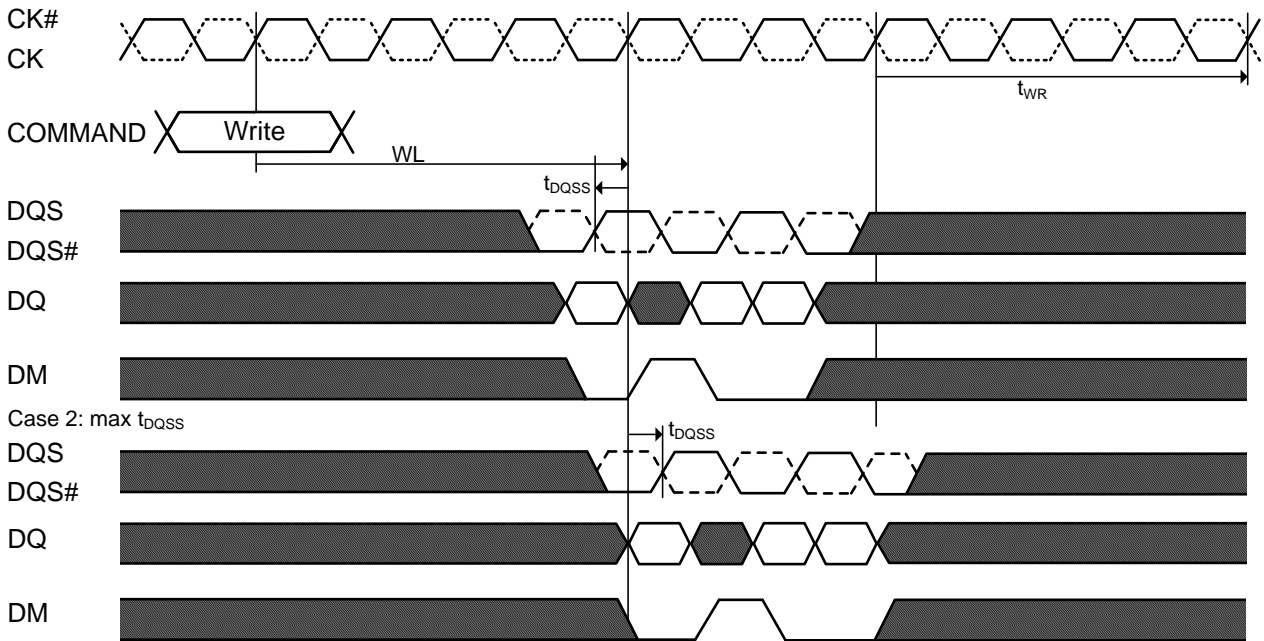 CK#
CK
tWR
COMMAND
Write
WL
tDQSS
DQS
DQS#
DQ
DM
Case 2: max tDQSS
tDQSS
DQS
DQS#
DQ
DM